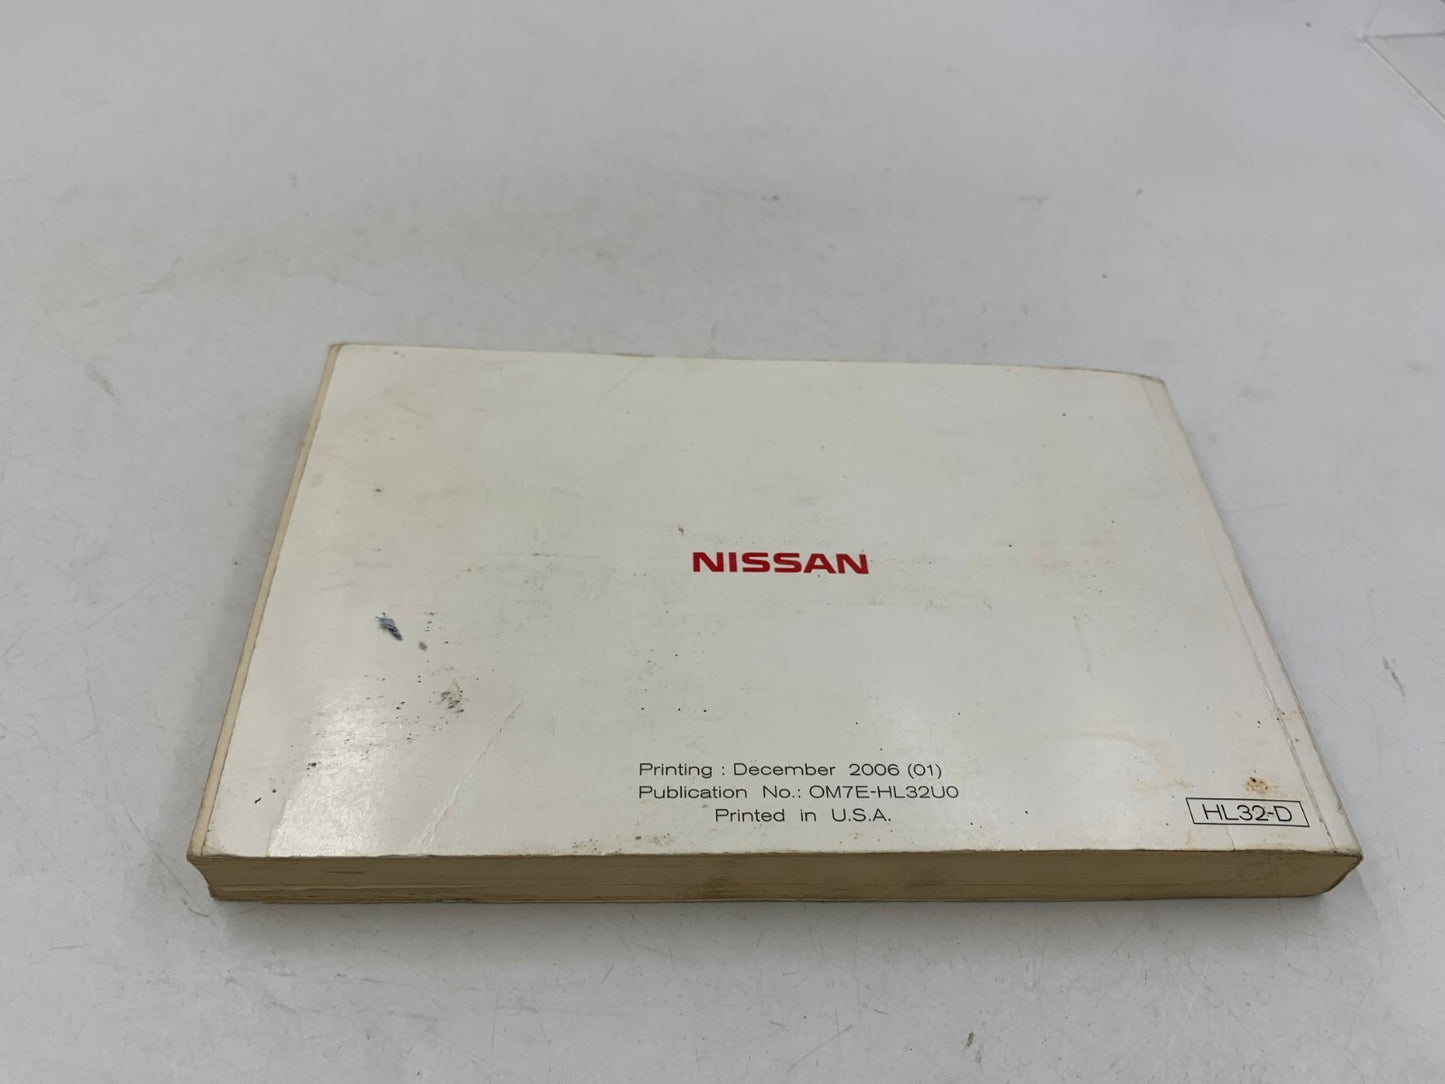 NISSAN
Printing : December 2006 (01)
Publication No.: OM7E-HL32U0
Printed in U.S.A.
HL32-D